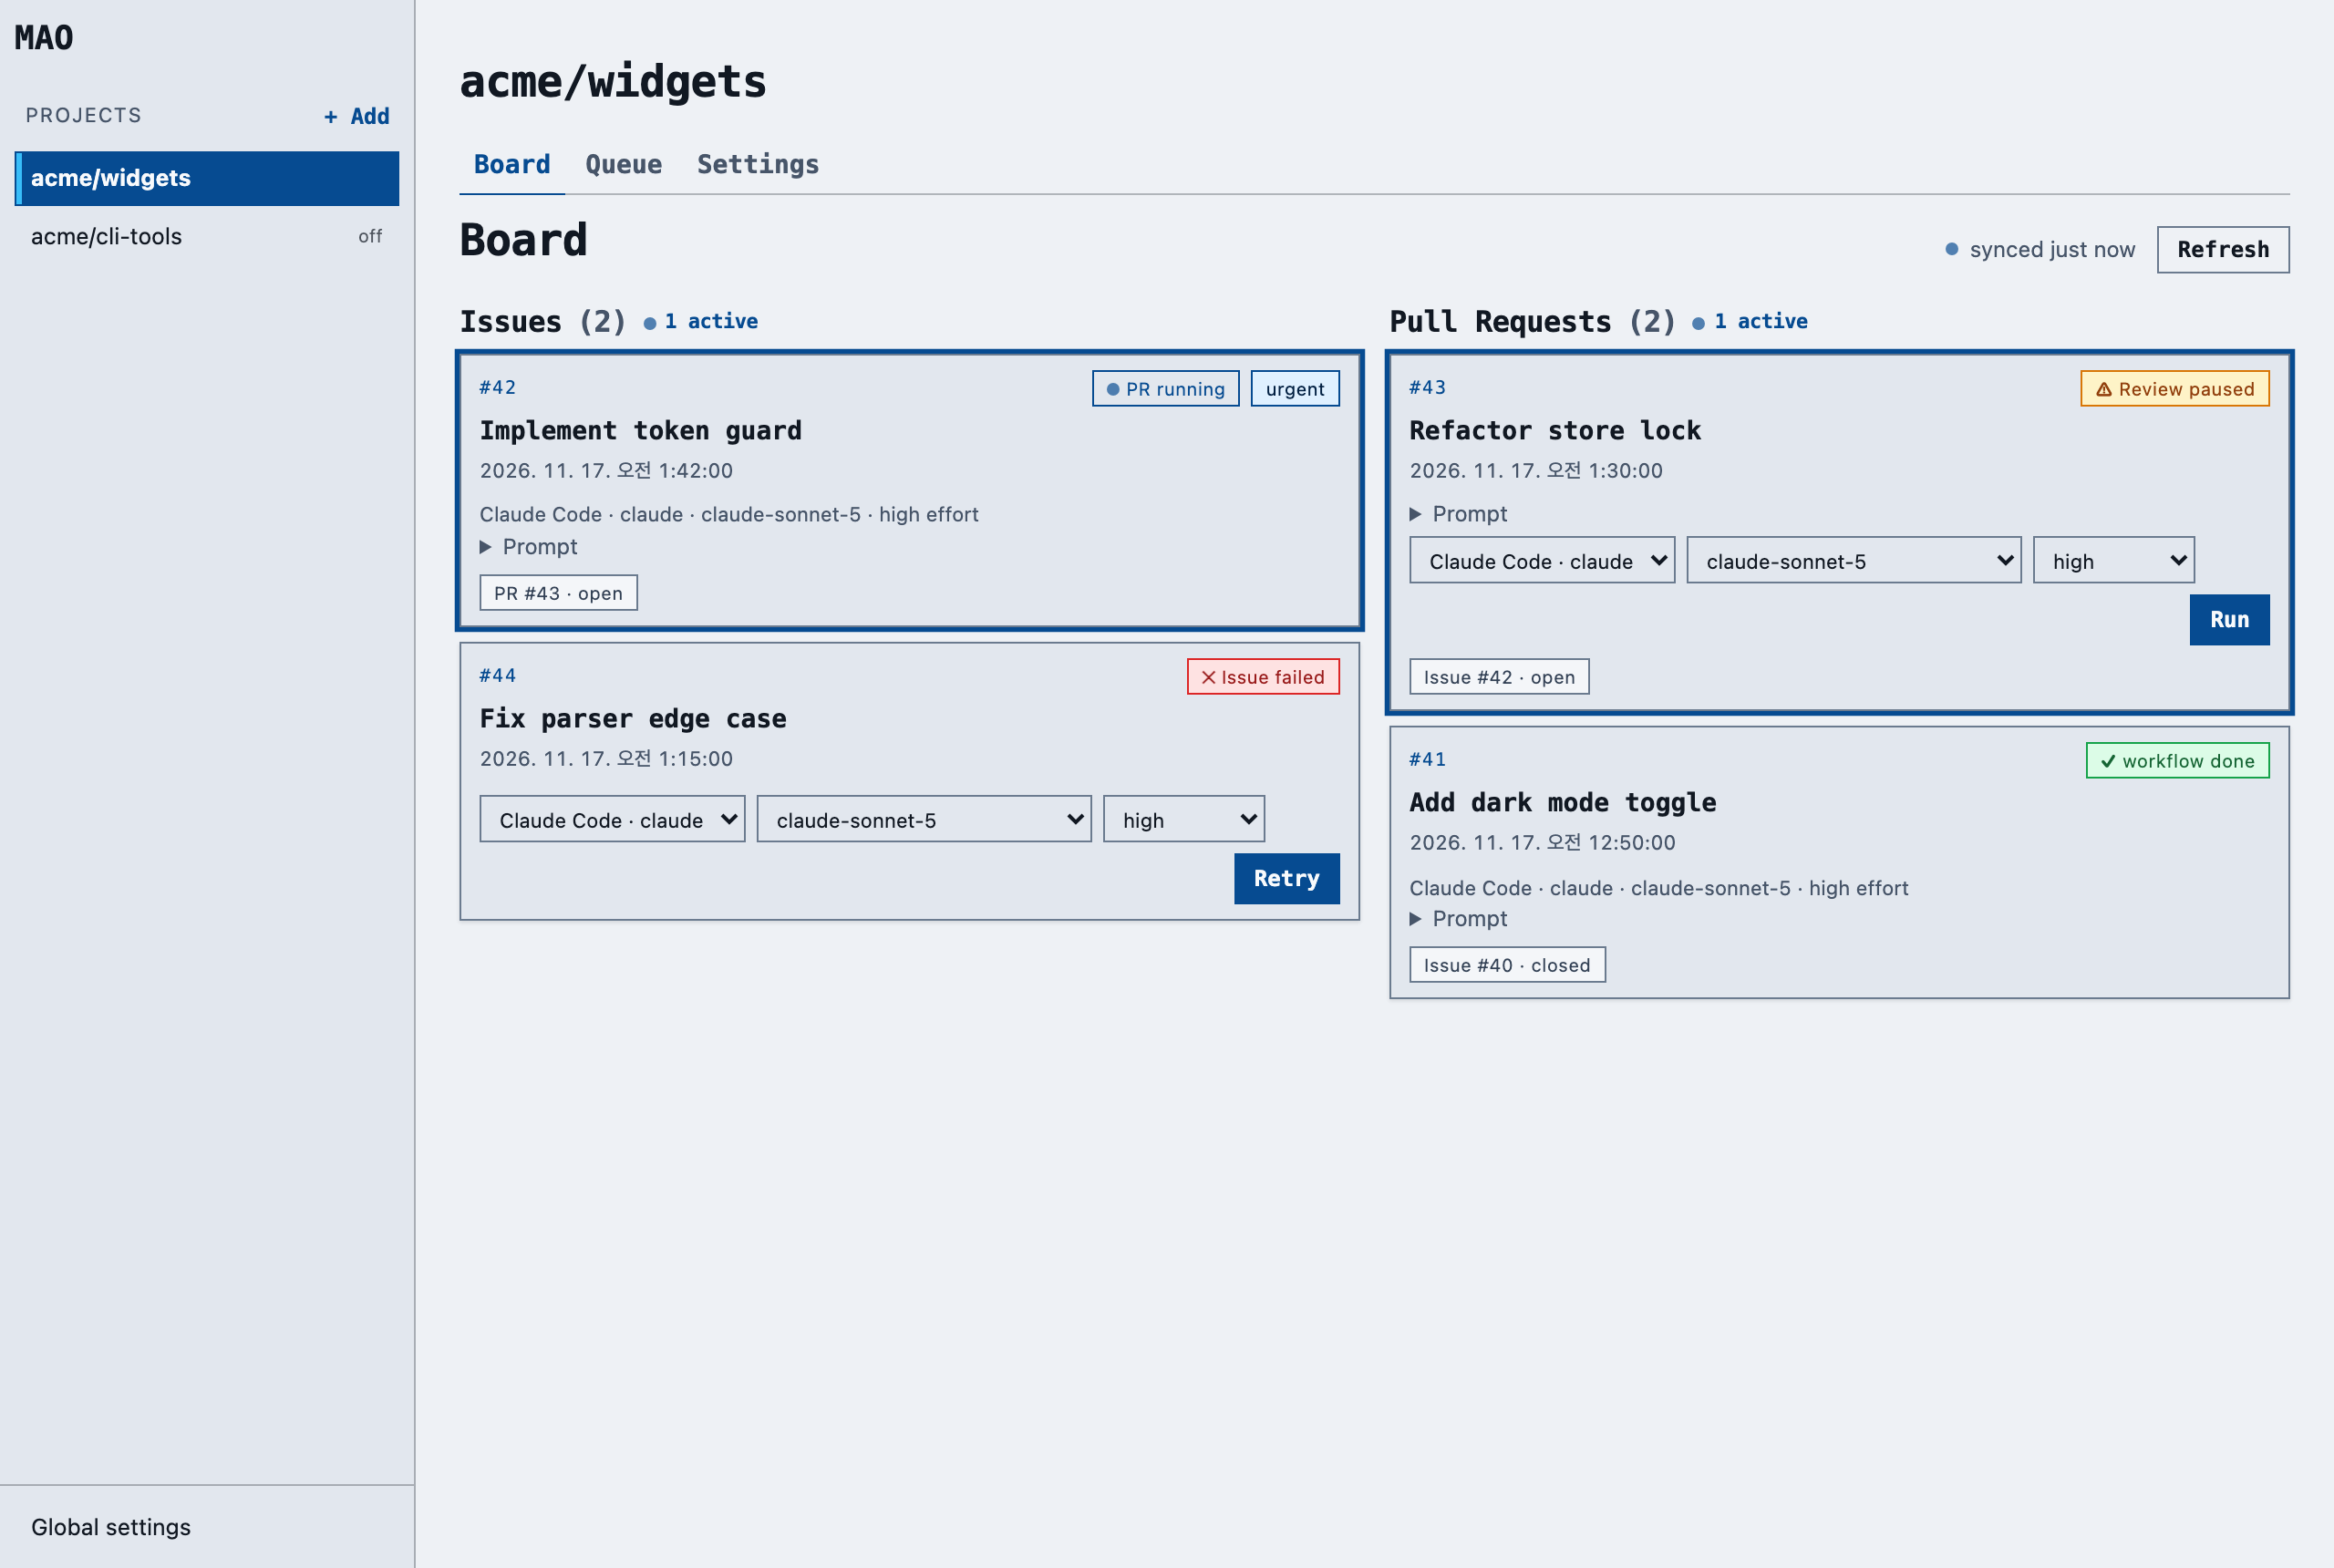 MAO
PROJECTS
+ Add
acme/widgets
acme/cli-tools off
Global settings
acme/widgets
Board Queue Settings
Board
synced just now Refresh
Issues (2) 1 active
#42 PR running urgent
Implement token guard
2026. 11. 17. 오전 1:42:00
Claude Code · claude · claude-sonnet-5 · high effort
Prompt
PR #43 · open
#44 Issue failed
Fix parser edge case
2026. 11. 17. 오전 1:15:00
Claude Code · claude claude-sonnet-5 high
Retry
Pull Requests (2) 1 active
#43 Review paused
Refactor store lock
2026. 11. 17. 오전 1:30:00
Prompt
Claude Code · claude claude-sonnet-5 high
Run
Issue #42 · open
#41 workflow done
Add dark mode toggle
2026. 11. 17. 오전 12:50:00
Claude Code · claude · claude-sonnet-5 · high effort
Prompt
Issue #40 · closed